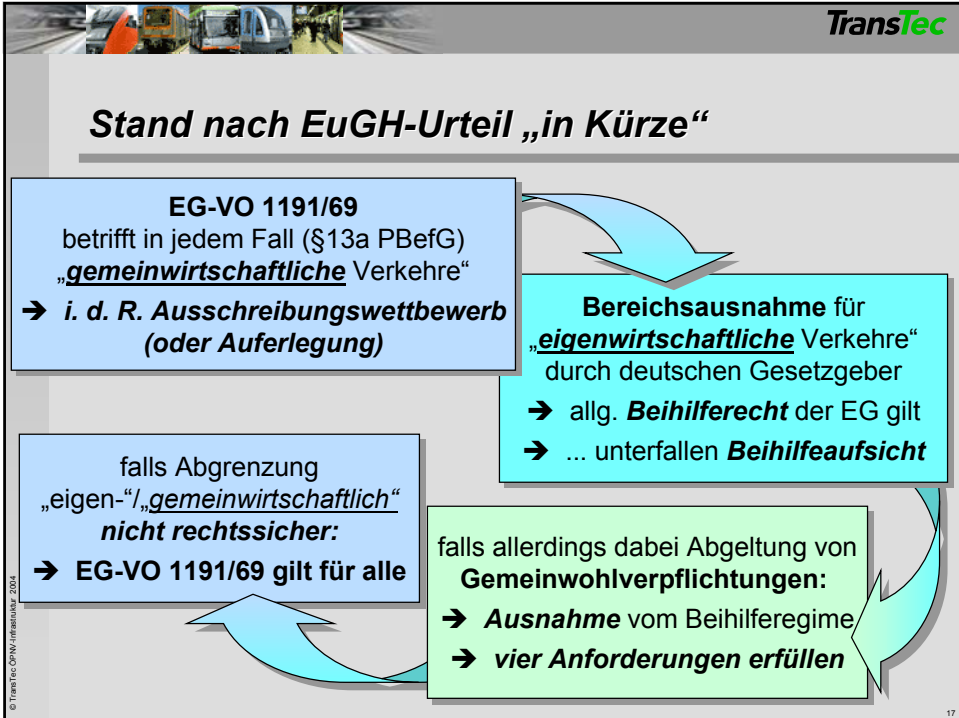 TransTec
Stand nach EuGH-Urteil „in Kürze“
EG-VO 1191/69
betrifft in jedem Fall (§13a PBefG)
„gemeinwirtschaftliche Verkehre“
➔ i. d. R. Ausschreibungswettbewerb
(oder Auferlegung)
Bereichsausnahme für
„eigenwirtschaftliche Verkehre“
durch deutschen Gesetzgeber
➔ allg. Beihilferecht der EG gilt
➔ ... unterfallen Beihilfeaufsicht
falls allerdings dabei Abgeltung von
Gemeinwohlverpflichtungen:
➔ Ausnahme vom Beihilferegime
➔ vier Anforderungen erfüllen
falls Abgrenzung
„eigen-“/„gemeinwirtschaftlich“
nicht rechtssicher:
➔ EG-VO 1191/69 gilt für alle
© TransTec ÖPNV-Infrastruktur 2004
17